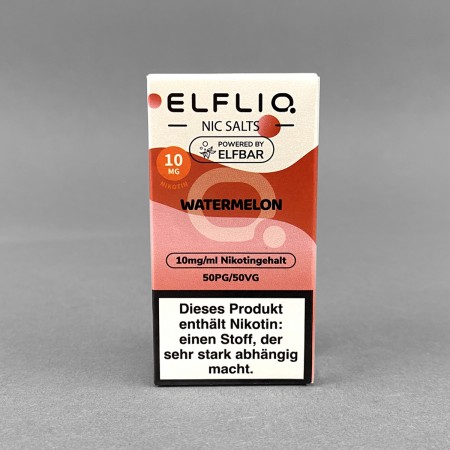 ELFLIQ
NIC SALTS
POWERED BY
ELFBAR
10
MG
NIKOTIN
WATERMELON
10mg/ml Nikotingehalt
50PG/50VG
Dieses Produkt
enthält Nikotin:
einen Stoff, der
sehr stark abhängig
macht.